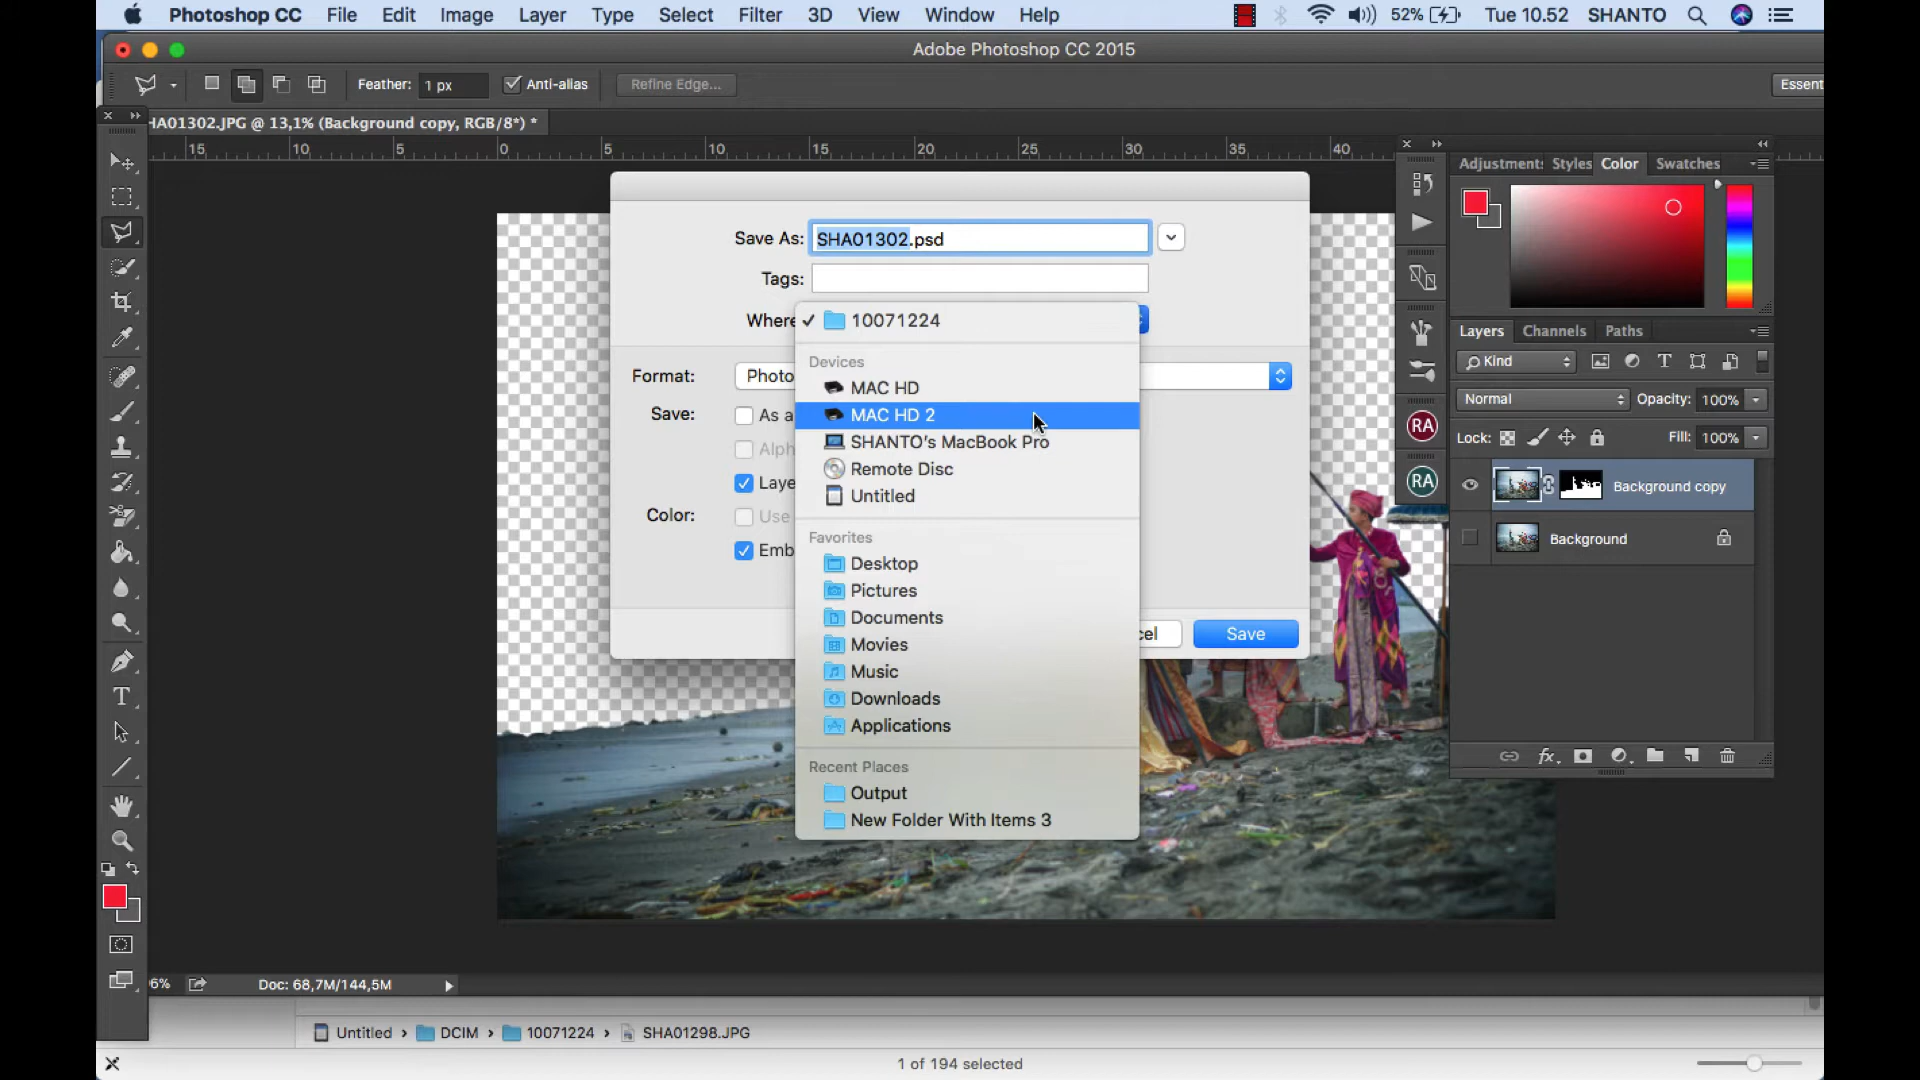 Photoshop CC File Edit Image Layer Type Select Filter 3D View Window Help 52% Tue 10.52 SHANTO
Adobe Photoshop CC 2015
Feather: 1 px Anti-alias Refine Edge... Essent
HA01302.JPG @ 13,1% (Background copy, RGB/8*) *
15 10 5 0 5 10 15 20 25 30 35 40
Adjustment: Styles Color Swatches
Save As: SHA01302.psd
Tags:
Where 10071224
Devices
MAC HD
MAC HD 2
SHANTO's MacBook Pro
Remote Disc
Untitled
Favorites
Desktop
Pictures
Documents
Movies
Music
Downloads
Applications
Recent Places
Output
New Folder With Items 3
Format: Photo
Save: As a
Alph
Laye
Color: Use
Emb
cel Save
Layers Channels Paths
Kind
Normal Opacity: 100%
Lock: Fill: 100%
RA
RA
Background copy
Background
fx
6% Doc: 68,7M/144,5M
Untitled › DCIM › 10071224 › SHA01298.JPG
1 of 194 selected